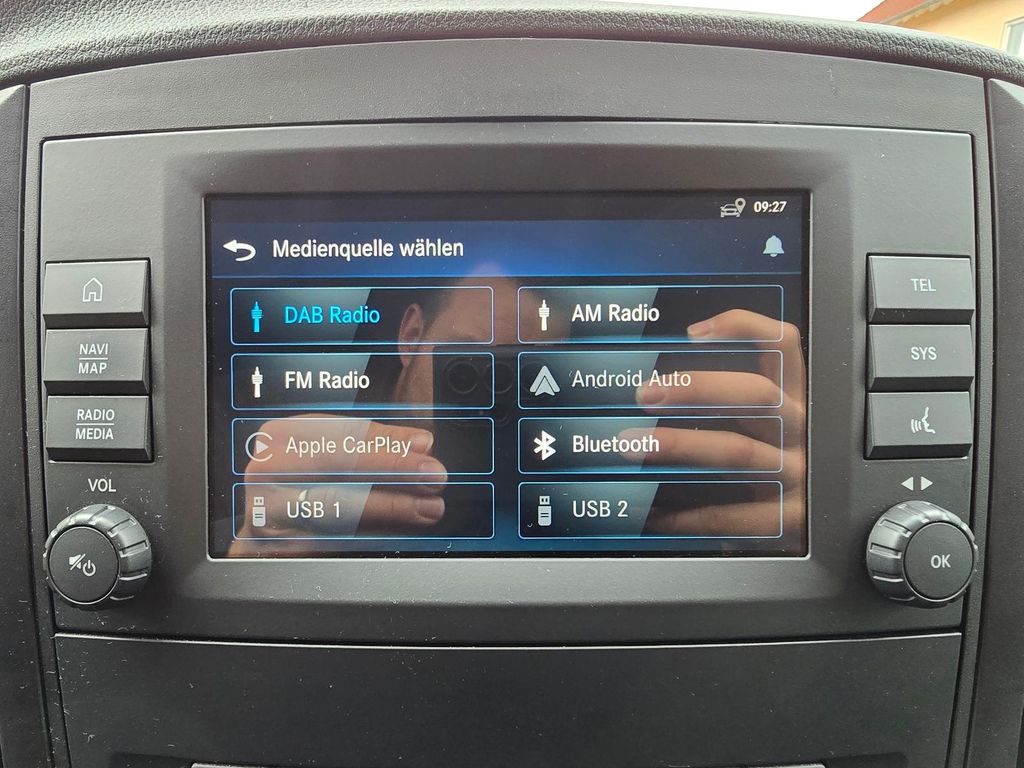 09:27
Medienquelle wählen
DAB Radio
AM Radio
FM Radio
Android Auto
Apple CarPlay
Bluetooth
USB 1
USB 2
NAVI
MAP
RADIO
MEDIA
VOL
TEL
SYS
OK